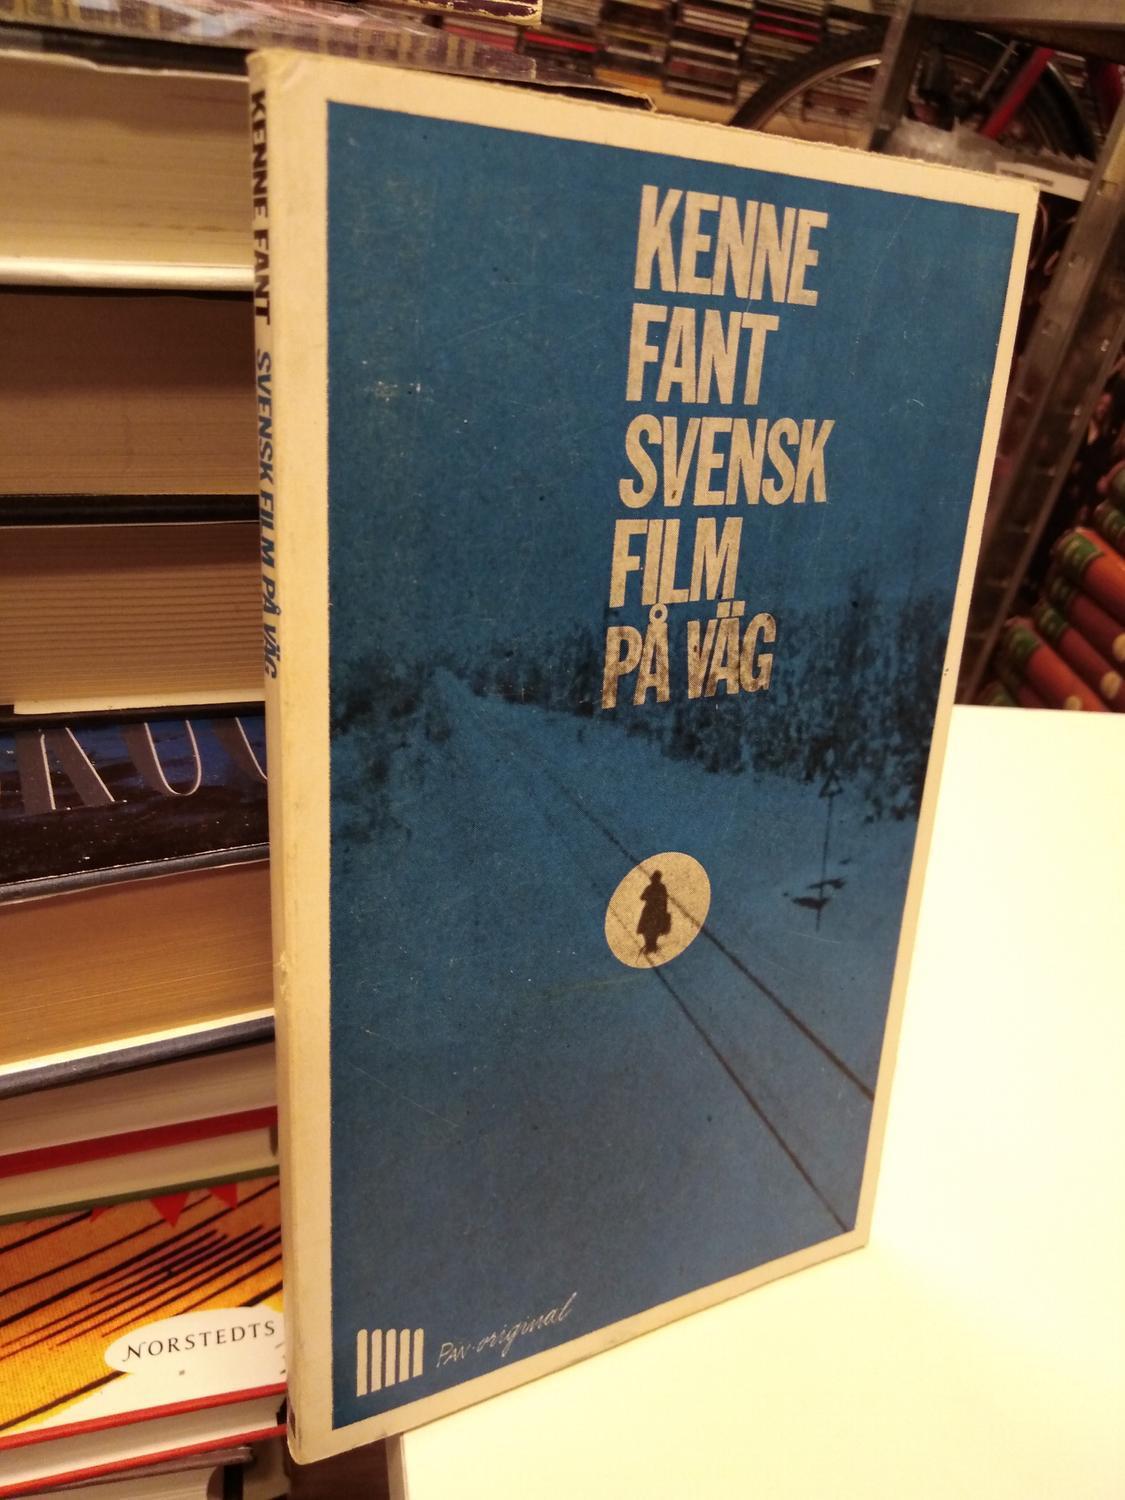 KENNE FANT SVENSK FILM PÅ VÄG
KENNE
FANT
SVENSK
FILM
PÅ VÄG
PAN-original
NORSTEDTS